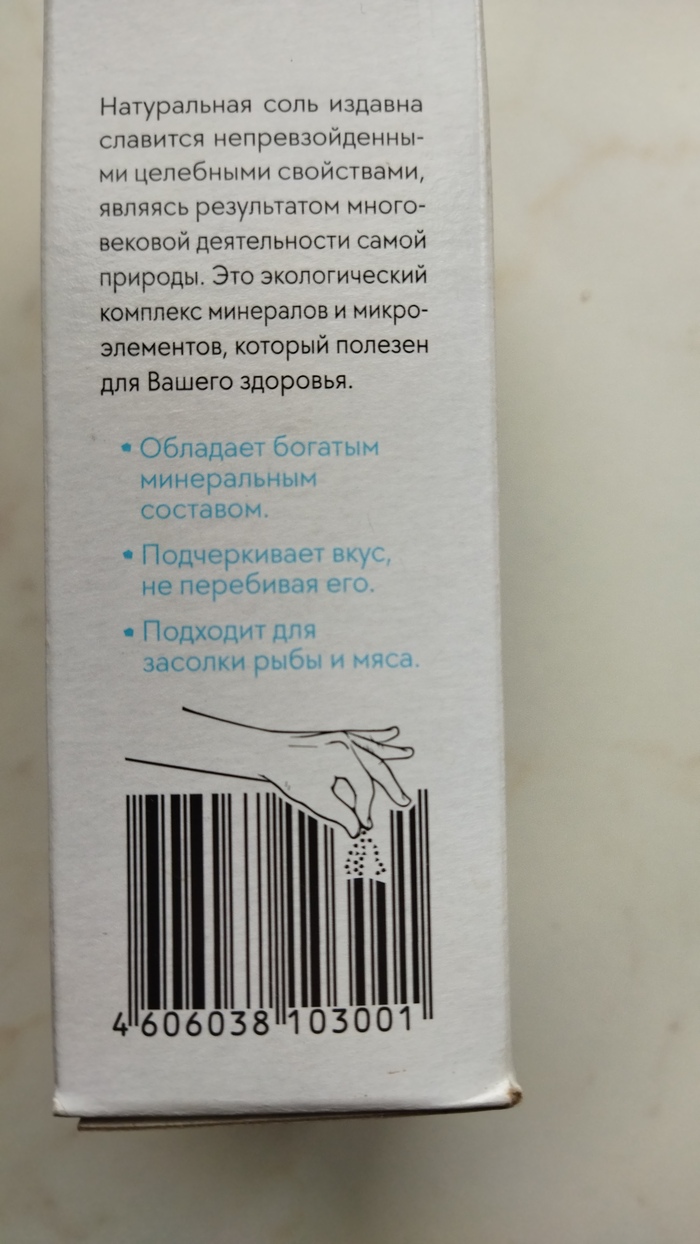 Натуральная соль издавна
славится непревзойденны-
ми целебными свойствами,
являясь результатом много-
вековой деятельности самой
природы. Это экологический
комплекс минералов и микро-
элементов, который полезен
для Вашего здоровья.
• Обладает богатым
минеральным
составом.
• Подчеркивает вкус,
не перебивая его.
• Подходит для
засолки рыбы и мяса.
4 606038 103001